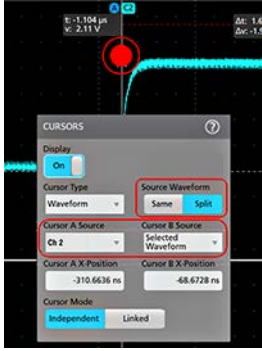 A C2
t: -1.104 µs
v: 2.11 V
Δt: 1.6
Δv: -1.9
CURSORS ?
Display
On
Cursor Type Source Waveform
Waveform Same Split
Cursor A Source Cursor B Source
Ch 2 Selected Waveform
Cursor A X-Position Cursor B X-Position
-310.6636 ns -68.6728 ns
Cursor Mode
Independent Linked